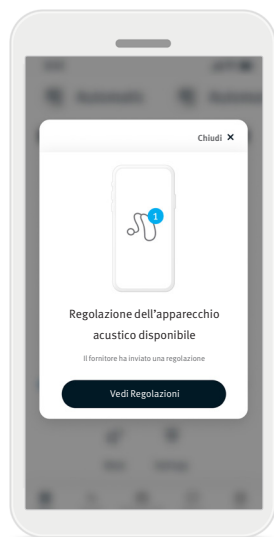 Chiudi ✕
1
Regolazione dell'apparecchio
acustico disponibile
Il fornitore ha inviato una regolazione
Vedi Regolazioni